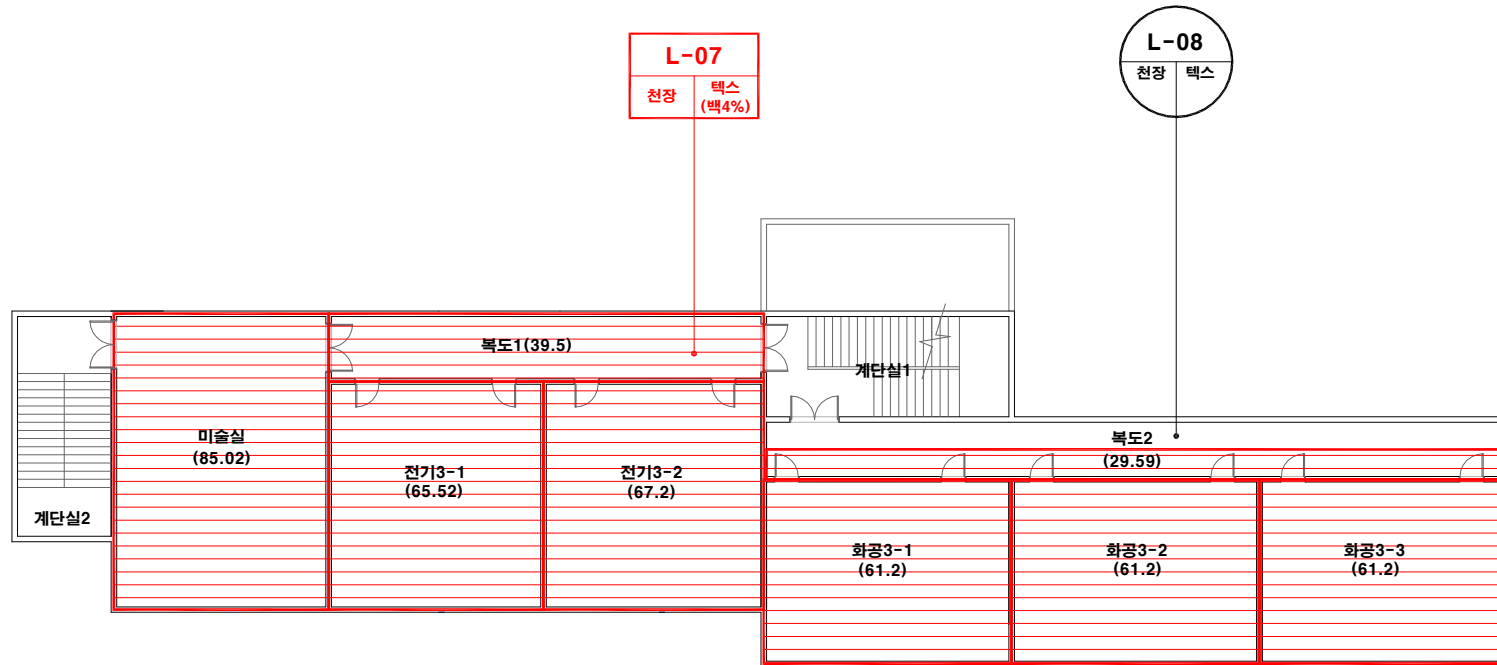 L-07
천장
텍스
(백4%)
L-08
천장
텍스
복도1(39.5)
계단실1
미술실
(85.02)
복도2
(29.59)
전기3-1
(65.52)
전기3-2
(67.2)
계단실2
화공3-1
(61.2)
화공3-2
(61.2)
화공3-3
(61.2)